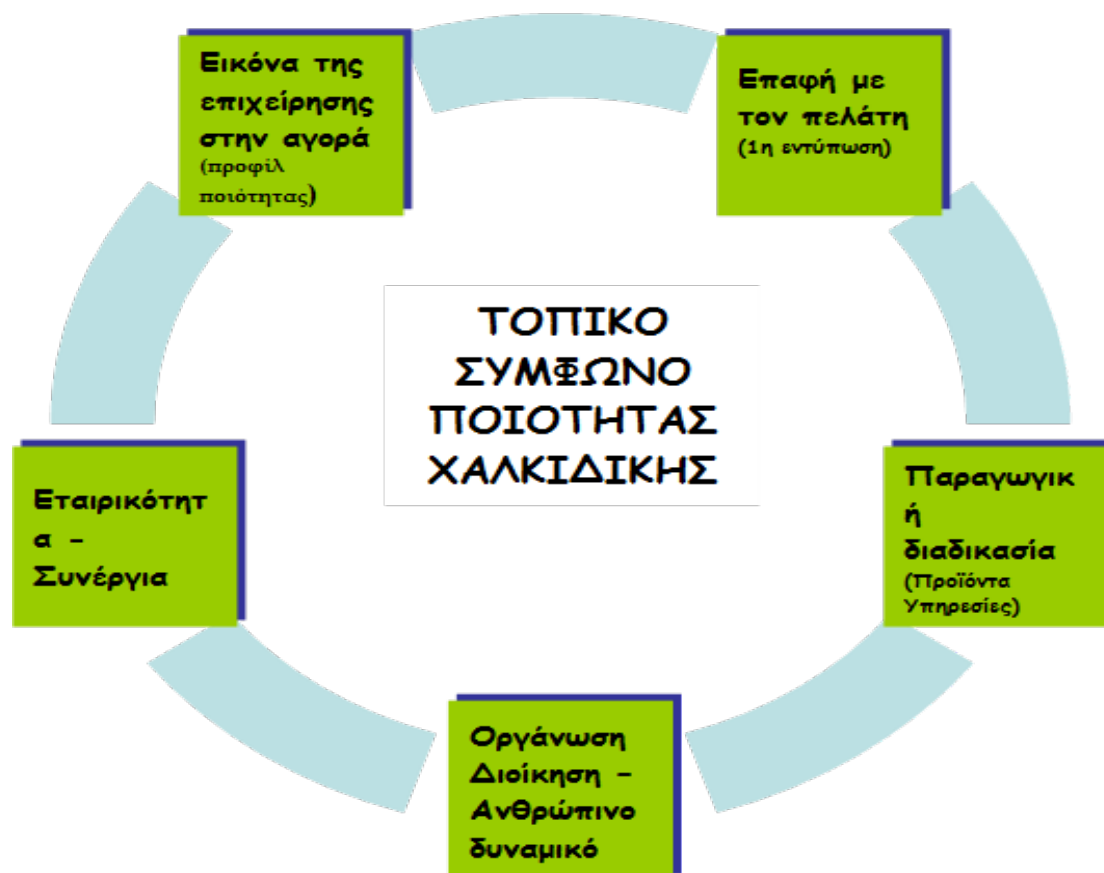 Εικόνα της
επιχείρησης
στην αγορά
(προφίλ
ποιότητας)
Επαφή με
τον πελάτη
(1η εντύπωση)
ΤΟΠΙΚΟ
ΣΥΜΦΩΝΟ
ΠΟΙΟΤΗΤΑΣ
ΧΑΛΚΙΔΙΚΗΣ
Εταιρικότητ
α –
Συνέργια
Παραγωγικ
ή
διαδικασία
(Προϊόντα
Υπηρεσίες)
Οργάνωση
Διοίκηση –
Ανθρώπινο
δυναμικό